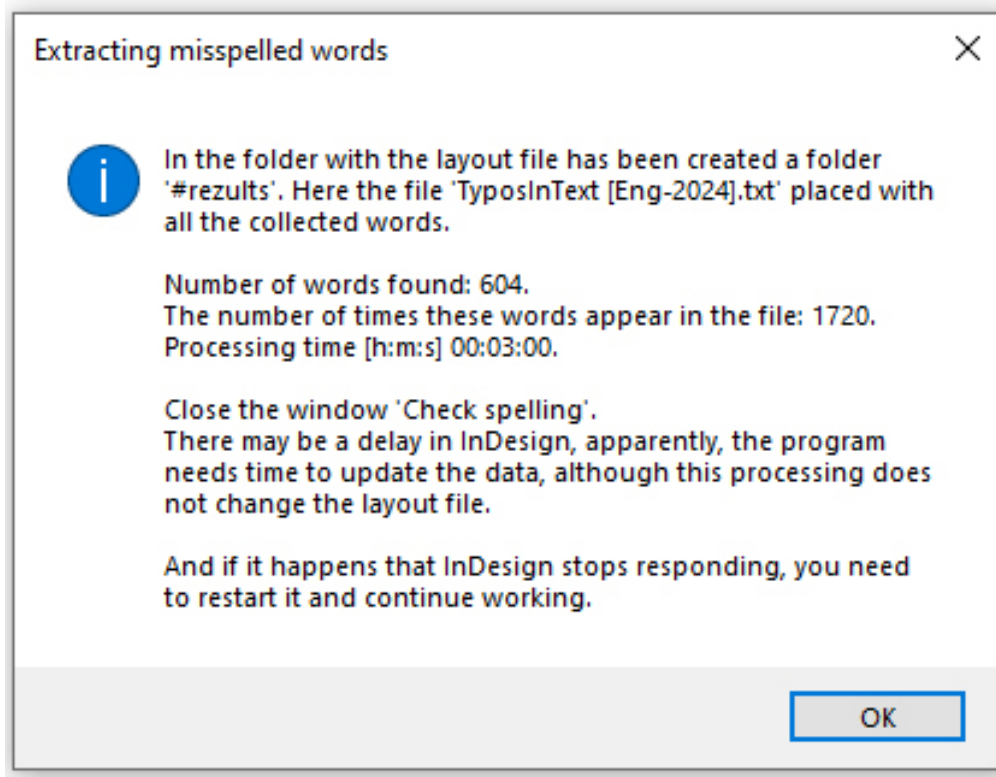 Extracting misspelled words
In the folder with the layout file has been created a folder
'#rezults'. Here the file 'TyposInText [Eng-2024].txt' placed with
all the collected words.
Number of words found: 604.
The number of times these words appear in the file: 1720.
Processing time [h:m:s] 00:03:00.
Close the window 'Check spelling'.
There may be a delay in InDesign, apparently, the program
needs time to update the data, although this processing does
not change the layout file.
And if it happens that InDesign stops responding, you need
to restart it and continue working.
OK